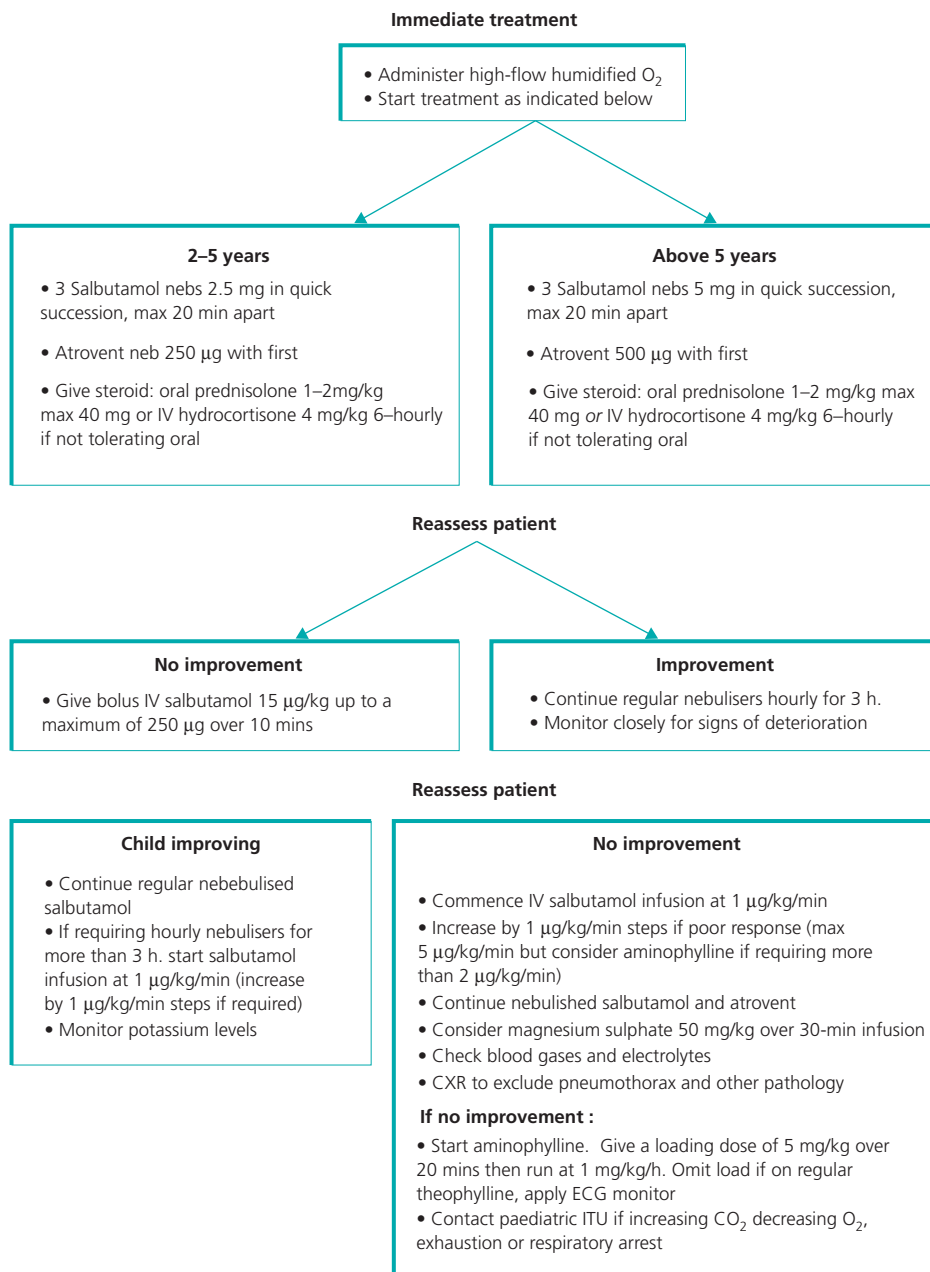 Immediate treatment
• Administer high-flow humidified O₂
• Start treatment as indicated below
2–5 years
• 3 Salbutamol nebs 2.5 mg in quick
succession, max 20 min apart
• Atrovent neb 250 μg with first
• Give steroid: oral prednisolone 1–2mg/kg
max 40 mg or IV hydrocortisone 4 mg/kg 6–hourly
if not tolerating oral
Above 5 years
• 3 Salbutamol nebs 5 mg in quick succession,
max 20 min apart
• Atrovent 500 μg with first
• Give steroid: oral prednisolone 1–2 mg/kg max
40 mg or IV hydrocortisone 4 mg/kg 6–hourly
if not tolerating oral
Reassess patient
No improvement
• Give bolus IV salbutamol 15 μg/kg up to a
maximum of 250 μg over 10 mins
Improvement
• Continue regular nebulisers hourly for 3 h.
• Monitor closely for signs of deterioration
Reassess patient
Child improving
• Continue regular nebebulised
salbutamol
• If requiring hourly nebulisers for
more than 3 h. start salbutamol
infusion at 1 μg/kg/min (increase
by 1 μg/kg/min steps if required)
• Monitor potassium levels
No improvement
• Commence IV salbutamol infusion at 1 μg/kg/min
• Increase by 1 μg/kg/min steps if poor response (max
5 μg/kg/min but consider aminophylline if requiring more
than 2 μg/kg/min)
• Continue nebulished salbutamol and atrovent
• Consider magnesium sulphate 50 mg/kg over 30-min infusion
• Check blood gases and electrolytes
• CXR to exclude pneumothorax and other pathology
If no improvement :
• Start aminophylline. Give a loading dose of 5 mg/kg over
20 mins then run at 1 mg/kg/h. Omit load if on regular
theophylline, apply ECG monitor
• Contact paediatric ITU if increasing CO₂ decreasing O₂,
exhaustion or respiratory arrest